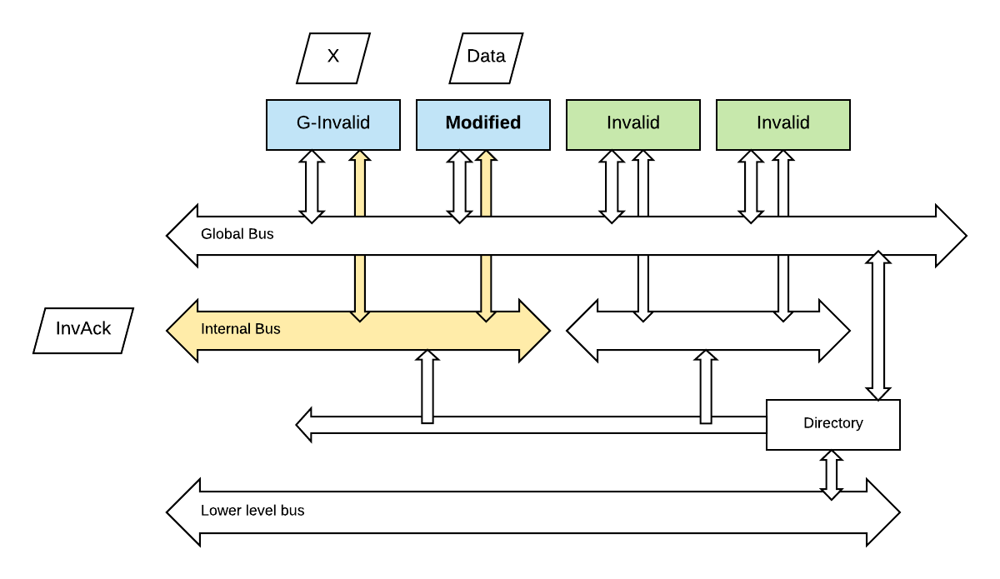 X
Data
G-Invalid
Modified
Invalid
Invalid
Global Bus
InvAck
Internal Bus
Directory
Lower level bus